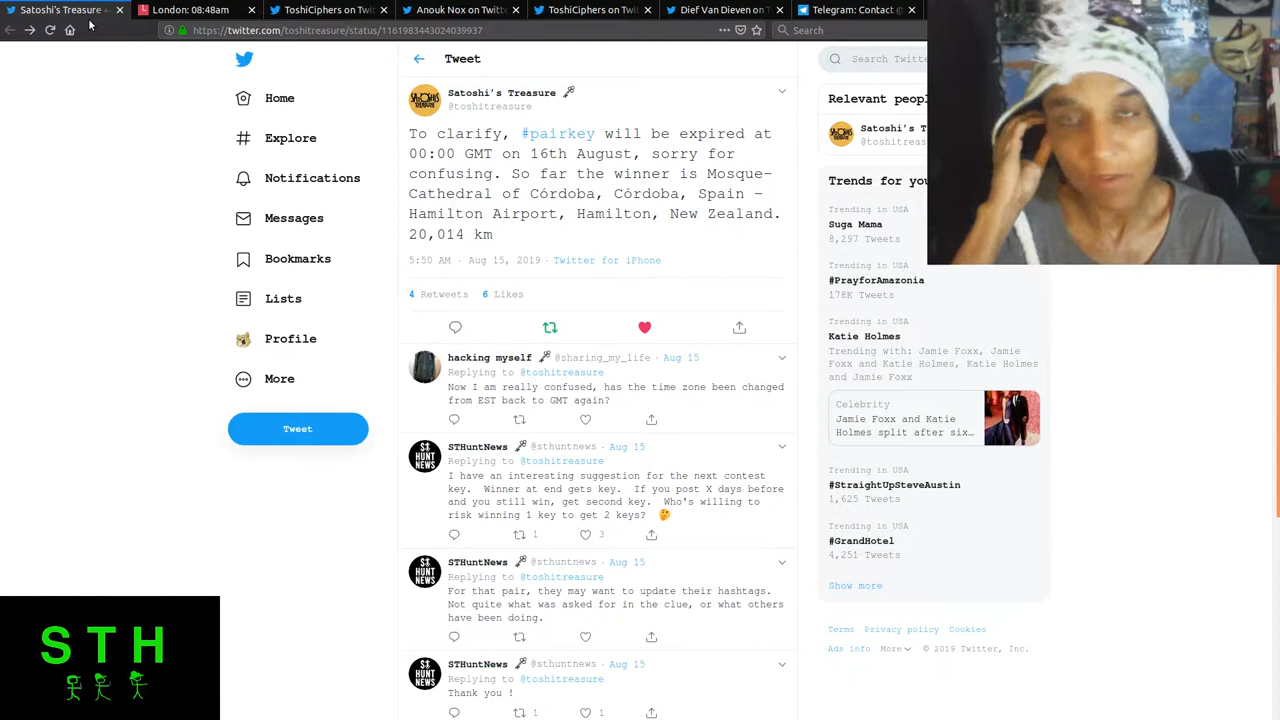 Satoshi's Treasure
London: 08:48am
ToshiCiphers on Twit
Anouk Nox on Twitte
ToshiCiphers on Twit
Dief Van Dieven on T
Telegram: Contact @
https://twitter.com/toshitreasure/status/1161983443024039937
Search
Home
Explore
Notifications
Messages
Bookmarks
Lists
Profile
More
Tweet
Tweet
Satoshi's Treasure
@toshitreasure
To clarify, #pairkey will be expired at
00:00 GMT on 16th August, sorry for
confusing. So far the winner is Mosque-
Cathedral of Córdoba, Córdoba, Spain –
Hamilton Airport, Hamilton, New Zealand.
20,014 km
5:50 AM · Aug 15, 2019 · Twitter for iPhone
4 Retweets 6 Likes
hacking myself @sharing_my_life · Aug 15
Replying to @toshitreasure
Now I am really confused, has the time zone been changed
from EST back to GMT again?
STHuntNews @sthuntnews · Aug 15
Replying to @toshitreasure
I have an interesting suggestion for the next contest
key. Winner at end gets key. If you post X days before
and you still win, get second key. Who's willing to
risk winning 1 key to get 2 keys?
1 3
STHuntNews @sthuntnews · Aug 15
Replying to @toshitreasure
For that pair, they may want to update their hashtags.
Not quite what was asked for in the clue, or what others
have been doing.
STHuntNews @sthuntnews · Aug 15
Replying to @toshitreasure
Thank you !
1 1
Search Twitte
Relevant peopl
Satoshi's T
@toshitreas
Trends for you
Trending in USA
Suga Mama
8,297 Tweets
Trending in USA
#PrayforAmazonia
178K Tweets
Trending in USA
Katie Holmes
Trending with: Jamie Foxx, Jamie
Foxx and Katie Holmes, Katie Holmes
and Jamie Foxx
Celebrity
Jamie Foxx and Katie
Holmes split after six…
Trending in USA
#StraightUpSteveAustin
1,625 Tweets
Trending in USA
#GrandHotel
4,251 Tweets
Show more
Terms Privacy policy Cookies
Ads info More © 2019 Twitter, Inc.
STH
$T
HUNT
NEWS